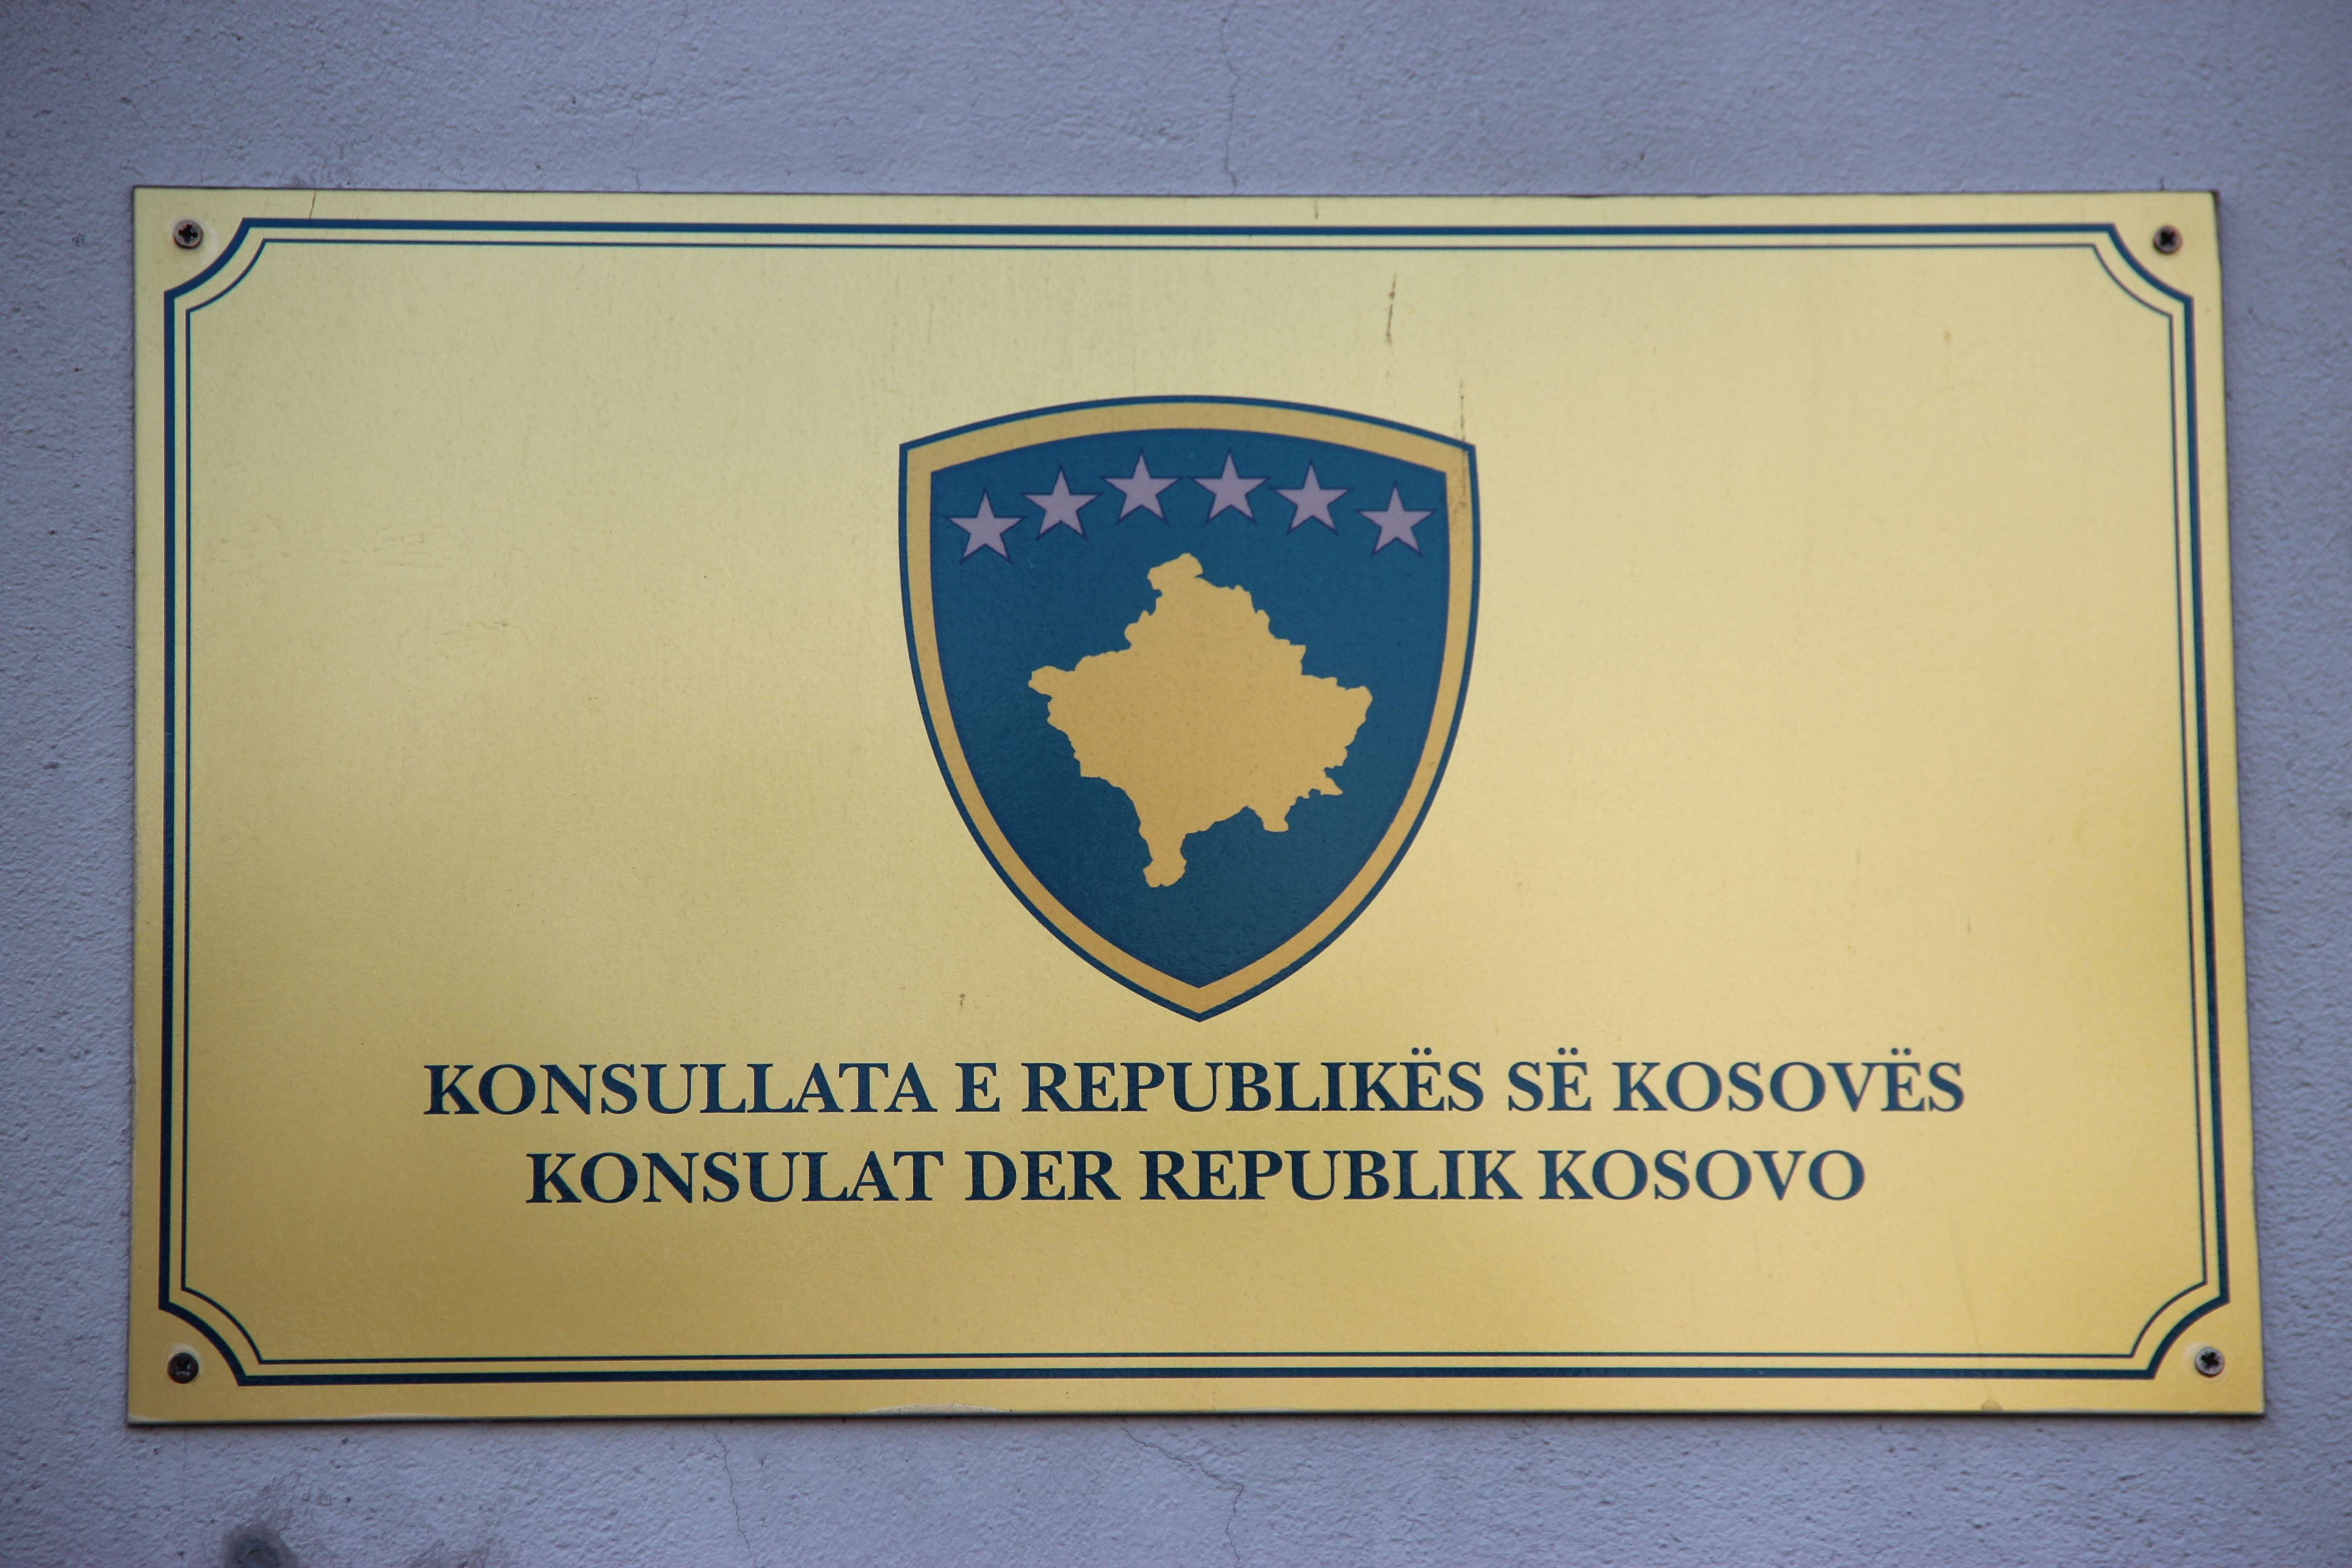 KONSULLATA E REPUBLIKËS SË KOSOVËS
KONSULAT DER REPUBLIK KOSOVO